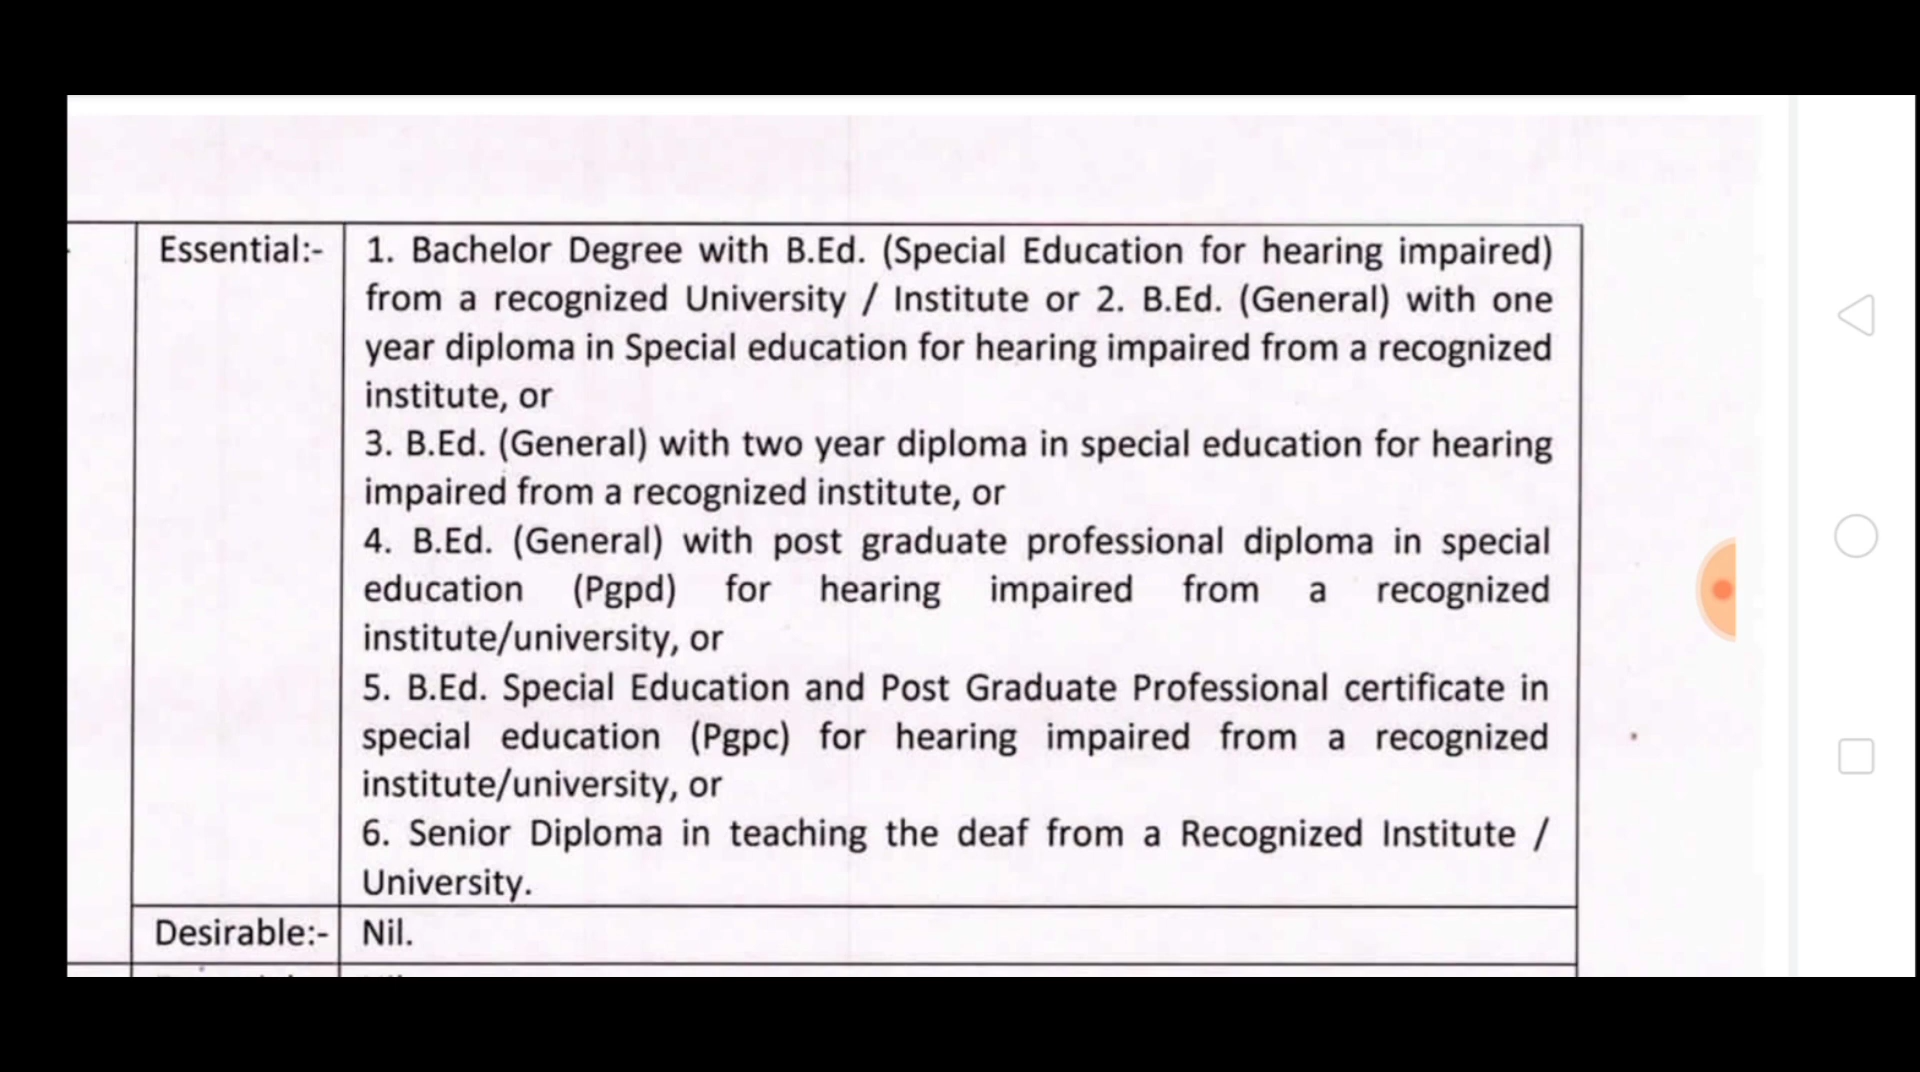 Essential:-
1. Bachelor Degree with B.Ed. (Special Education for hearing impaired)
from a recognized University / Institute or 2. B.Ed. (General) with one
year diploma in Special education for hearing impaired from a recognized
institute, or
3. B.Ed. (General) with two year diploma in special education for hearing
impaired from a recognized institute, or
4. B.Ed. (General) with post graduate professional diploma in special
education (Pgpd) for hearing impaired from a recognized
institute/university, or
5. B.Ed. Special Education and Post Graduate Professional certificate in
special education (Pgpc) for hearing impaired from a recognized
institute/university, or
6. Senior Diploma in teaching the deaf from a Recognized Institute /
University.
Desirable:-
Nil.